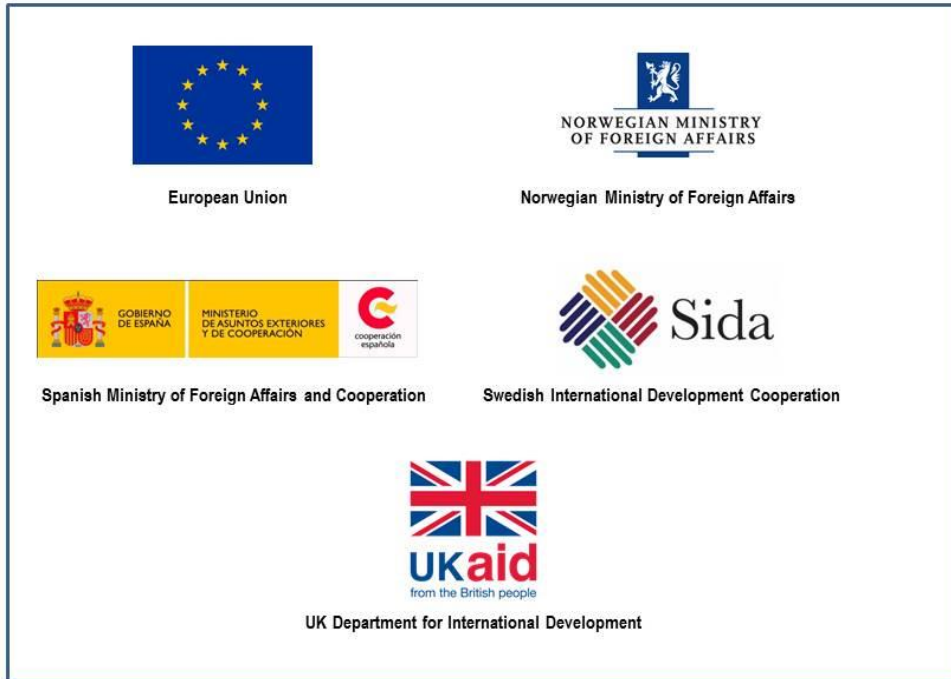 NORWEGIAN MINISTRY
OF FOREIGN AFFAIRS
European Union
Norwegian Ministry of Foreign Affairs
GOBIERNO
DE ESPAÑA
MINISTERIO
DE ASUNTOS EXTERIORES
Y DE COOPERACIÓN
cooperación
española
Sida
Spanish Ministry of Foreign Affairs and Cooperation
Swedish International Development Cooperation
UKaid
from the British people
UK Department for International Development